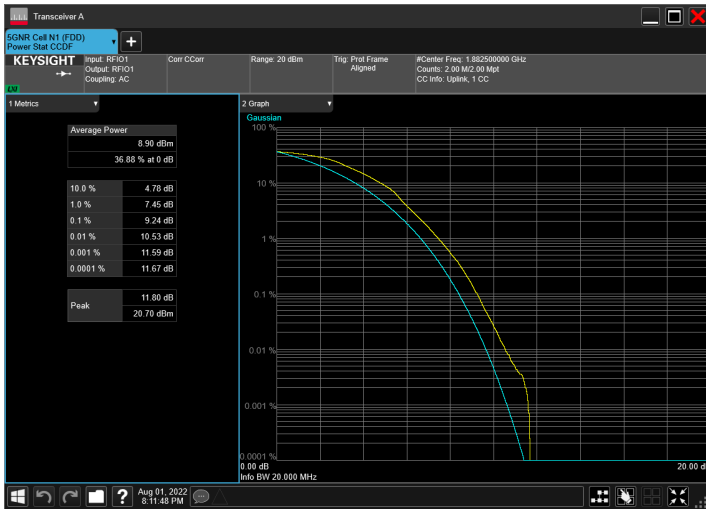 Transceiver A
5GNR Cell N1 (FDD)
Power Stat CCDF
KEYSIGHT
Input: RFIO1
Output: RFIO1
Coupling: AC
Corr CCorr
Range: 20 dBm
Trig: Prot Frame
Aligned
#Center Freq: 1.882500000 GHz
Counts: 2.00 M/2.00 Mpt
CC Info: Uplink, 1 CC
LXI
1 Metrics
Average Power
8.90 dBm
36.88 % at 0 dB
10.0 % 4.78 dB
1.0 % 7.45 dB
0.1 % 9.24 dB
0.01 % 10.53 dB
0.001 % 11.59 dB
0.0001 % 11.67 dB
Peak
11.80 dB
20.70 dBm
2 Graph
Gaussian
100 %
10 %
1 %
0.1 %
0.01 %
0.001 %
0.0001 %
0.00 dB
20.00 d
Info BW 20.000 MHz
Aug 01, 2022
8:11:48 PM